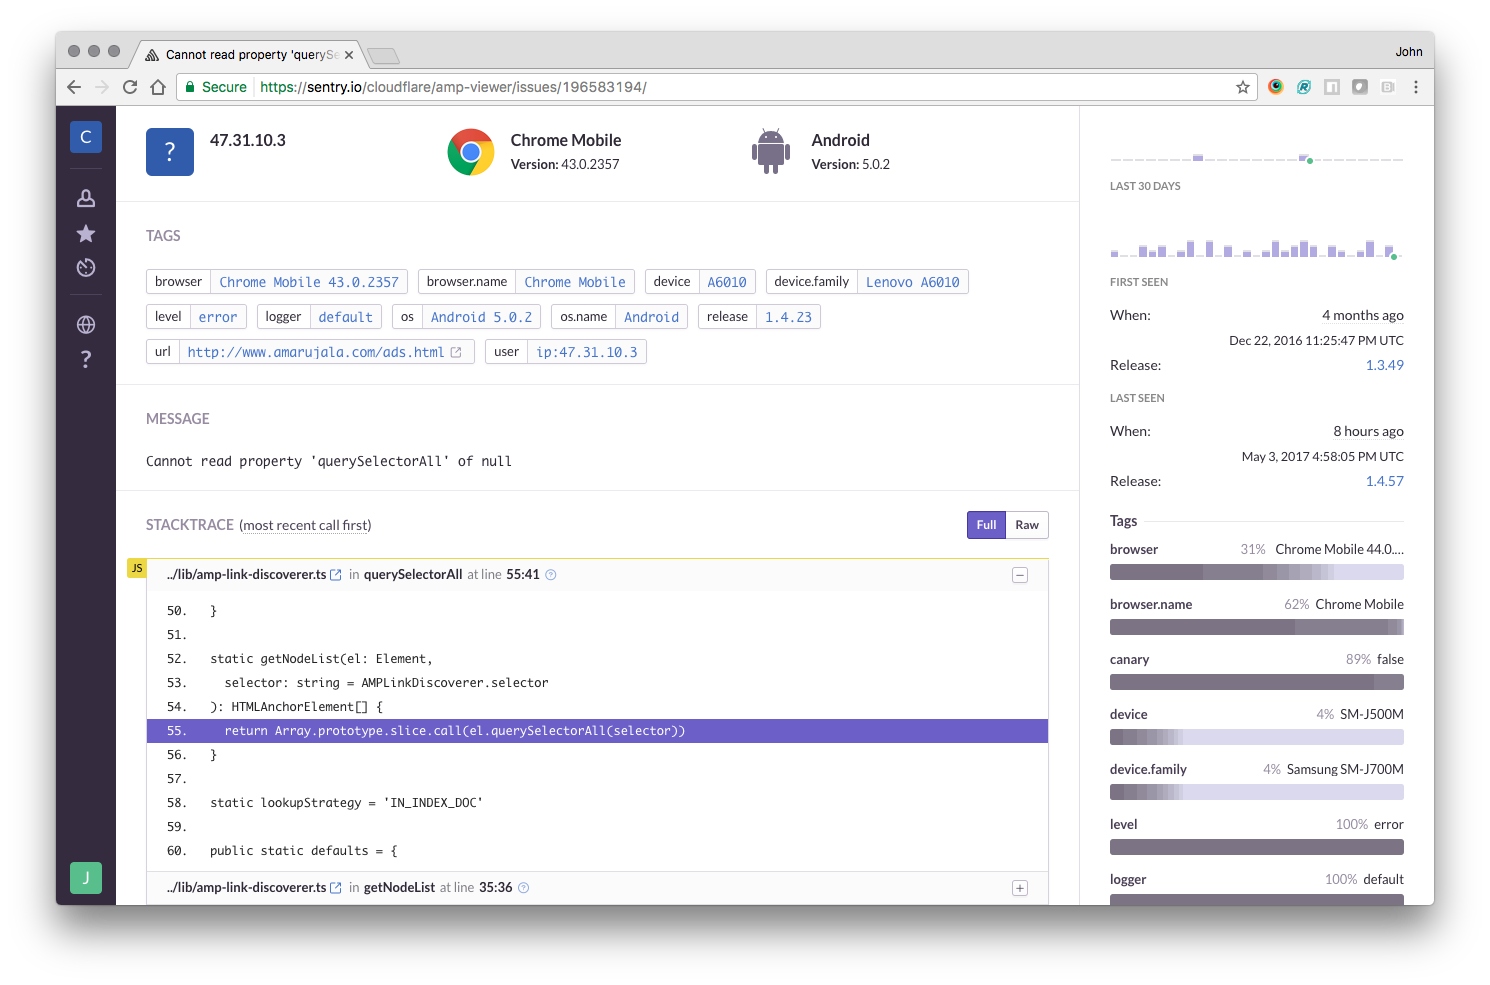 Cannot read property 'querySe
John
Secure https://sentry.io/cloudflare/amp-viewer/issues/196583194/
C
?
J
? 47.31.10.3
Chrome Mobile
Version: 43.0.2357
Android
Version: 5.0.2
TAGS
browser Chrome Mobile 43.0.2357 browser.name Chrome Mobile device A6010 device.family Lenovo A6010
level error logger default os Android 5.0.2 os.name Android release 1.4.23
url http://www.amarujala.com/ads.html user ip:47.31.10.3
MESSAGE
Cannot read property 'querySelectorAll' of null
STACKTRACE (most recent call first) Full Raw
JS ../lib/amp-link-discoverer.ts in querySelectorAll at line 55:41 ?
50. }
51.
52. static getNodeList(el: Element,
53. selector: string = AMPLinkDiscoverer.selector
54. ): HTMLAnchorElement[] {
55. return Array.prototype.slice.call(el.querySelectorAll(selector))
56. }
57.
58. static lookupStrategy = 'IN_INDEX_DOC'
59.
60. public static defaults = {
../lib/amp-link-discoverer.ts in getNodeList at line 35:36 ?
LAST 30 DAYS
FIRST SEEN
When: 4 months ago
Dec 22, 2016 11:25:47 PM UTC
Release: 1.3.49
LAST SEEN
When: 8 hours ago
May 3, 2017 4:58:05 PM UTC
Release: 1.4.57
Tags
browser 31% Chrome Mobile 44.0....
browser.name 62% Chrome Mobile
canary 89% false
device 4% SM-J500M
device.family 4% Samsung SM-J700M
level 100% error
logger 100% default